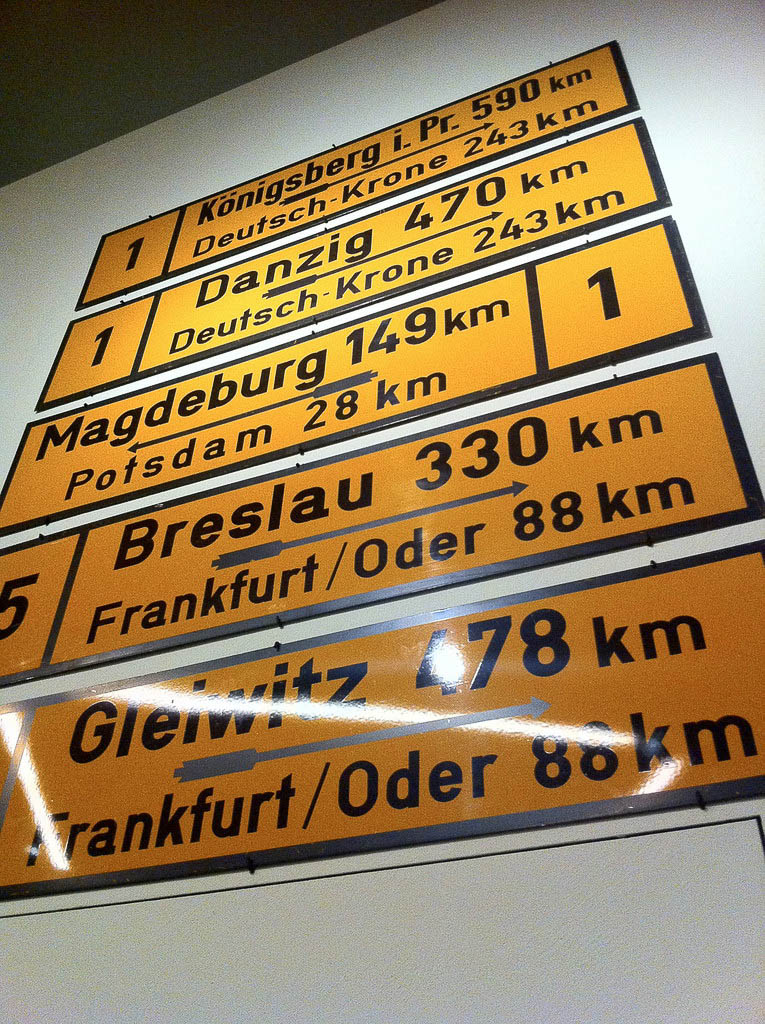 1 Königsberg i. Pr. 590 km
Deutsch-Krone 243 km
1 Danzig 470 km
Deutsch-Krone 243 km
Magdeburg 149 km 1
Potsdam 28 km
5 Breslau 330 km
Frankfurt/Oder 88 km
Gleiwitz 478 km
Frankfurt/Oder 88 km